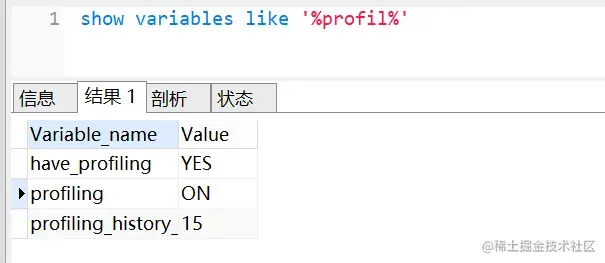 1 show variables like '%profil%'
信息 结果 1 剖析 状态
Variable_name Value
have_profiling YES
profiling ON
profiling_history_ 15
@稀土掘金技术社区